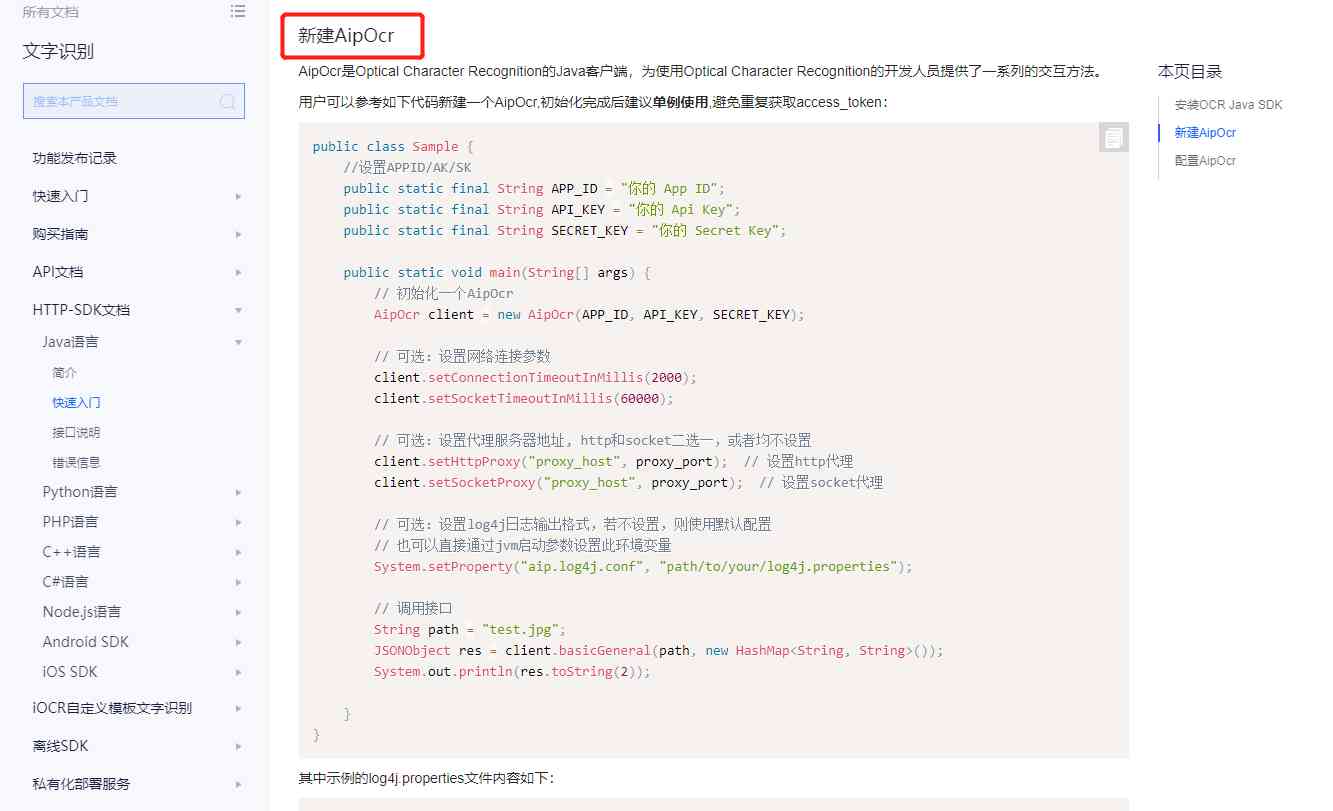 所有文档
文字识别
搜索本产品文档
功能发布记录
快速入门
购买指南
API文档
HTTP-SDK文档
Java语言
简介
快速入门
接口说明
错误信息
Python语言
PHP语言
C++语言
C#语言
Node.js语言
Android SDK
iOS SDK
iOCR自定义模板文字识别
离线SDK
私有化部署服务
新建AipOcr
AipOcr是Optical Character Recognition的Java客户端，为使用Optical Character Recognition的开发人员提供了一系列的交互方法。
用户可以参考如下代码新建一个AipOcr,初始化完成后建议单例使用,避免重复获取access_token：
public class Sample {
    //设置APPID/AK/SK
    public static final String APP_ID = "你的 App ID";
    public static final String API_KEY = "你的 Api Key";
    public static final String SECRET_KEY = "你的 Secret Key";
    public static void main(String[] args) {
        // 初始化一个AipOcr
        AipOcr client = new AipOcr(APP_ID, API_KEY, SECRET_KEY);
        // 可选：设置网络连接参数
        client.setConnectionTimeoutInMillis(2000);
        client.setSocketTimeoutInMillis(60000);
        // 可选：设置代理服务器地址, http和socket二选一，或者均不设置
        client.setHttpProxy("proxy_host", proxy_port);  // 设置http代理
        client.setSocketProxy("proxy_host", proxy_port);  // 设置socket代理
        // 可选：设置log4j日志输出格式，若不设置，则使用默认配置
        // 也可以直接通过jvm启动参数设置此环境变量
        System.setProperty("aip.log4j.conf", "path/to/your/log4j.properties");
        // 调用接口
        String path = "test.jpg";
        JSONObject res = client.basicGeneral(path, new HashMap<String, String>());
        System.out.println(res.toString(2));
    }
}
其中示例的log4j.properties文件内容如下：
本页目录
安装OCR Java SDK
新建AipOcr
配置AipOcr